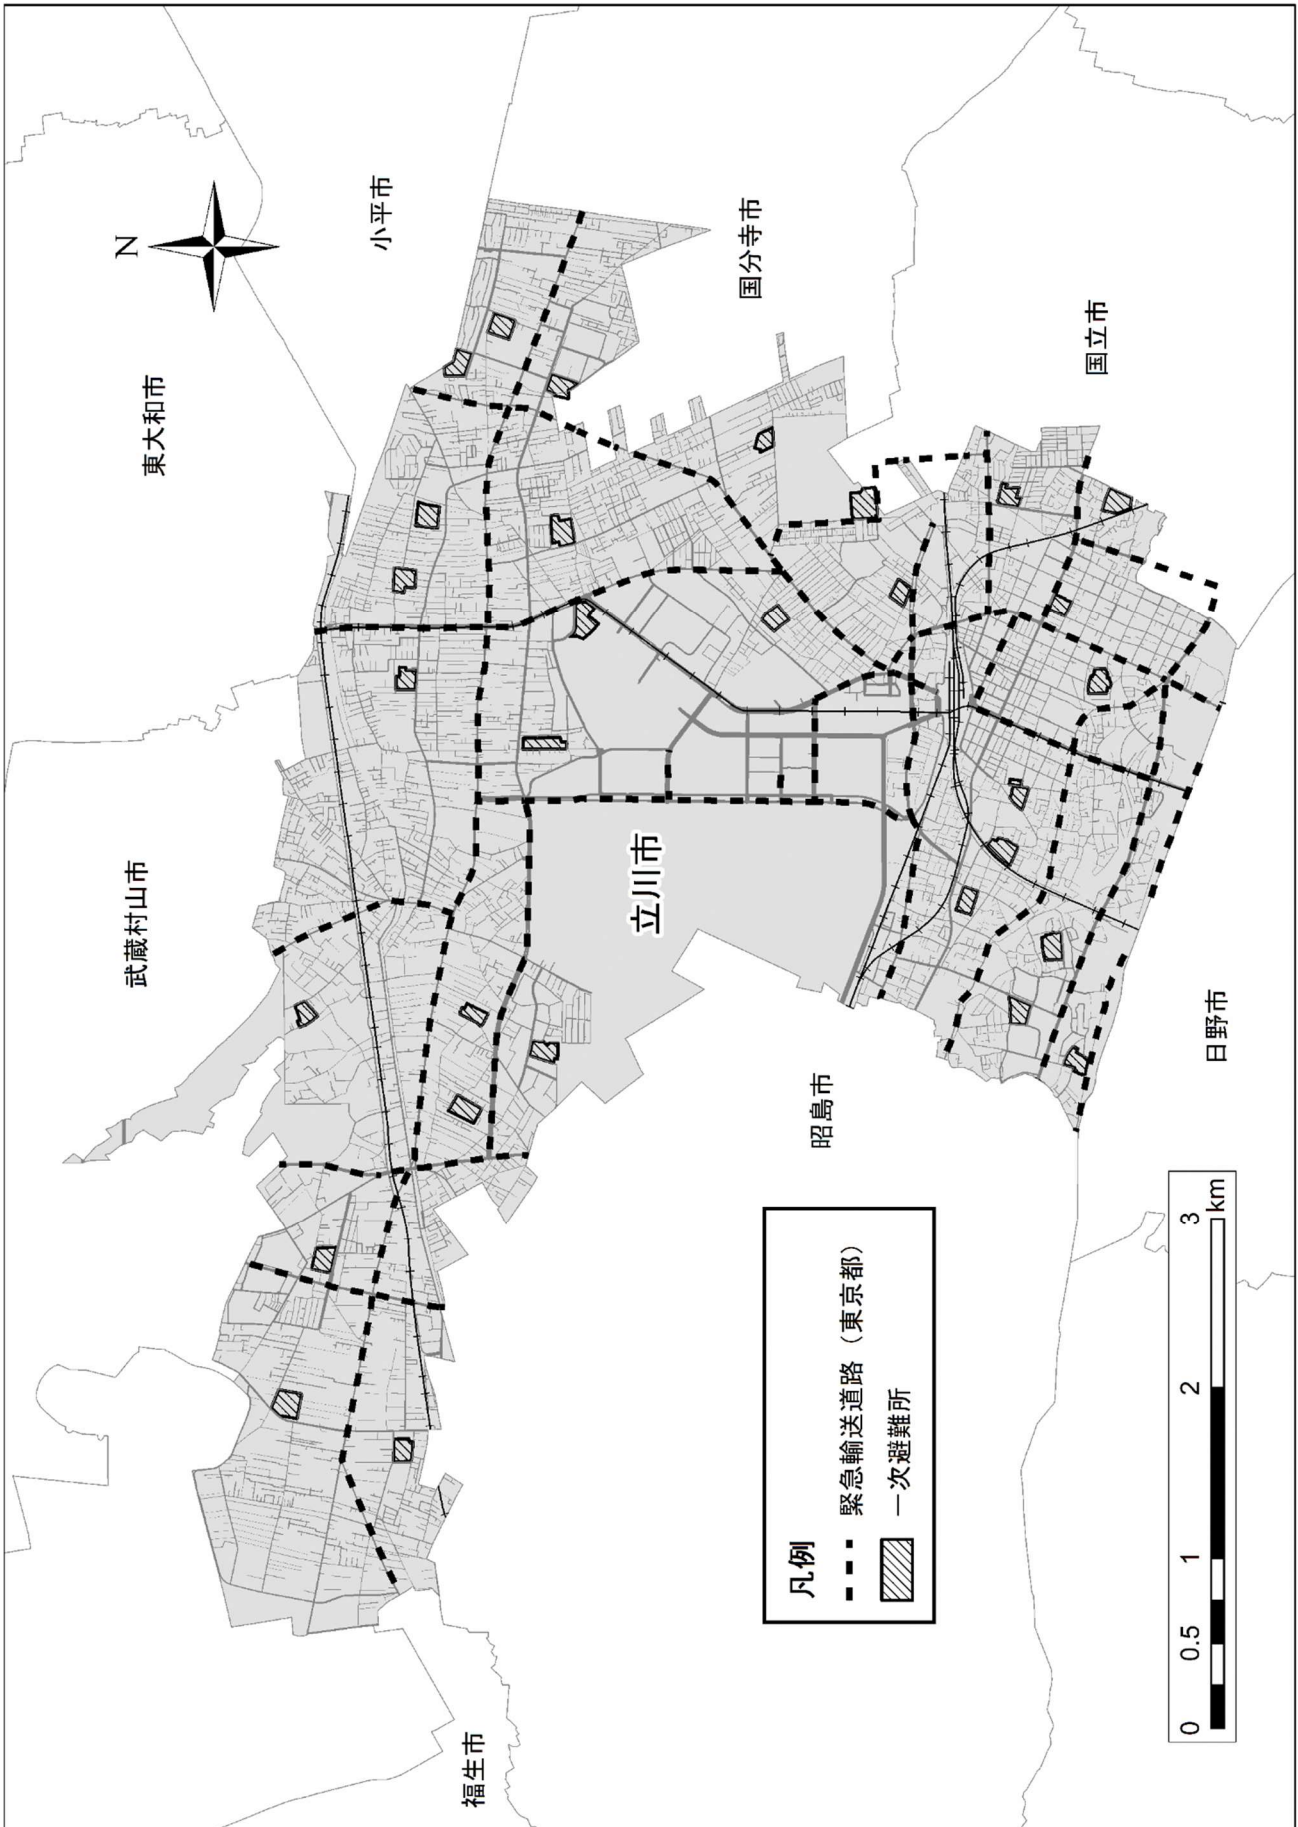 N
東大和市
小平市
武蔵村山市
国分寺市
福生市
立川市
国立市
昭島市
日野市
凡例
緊急輸送道路（東京都）
一次避難所
0 0.5 1 2 3
km